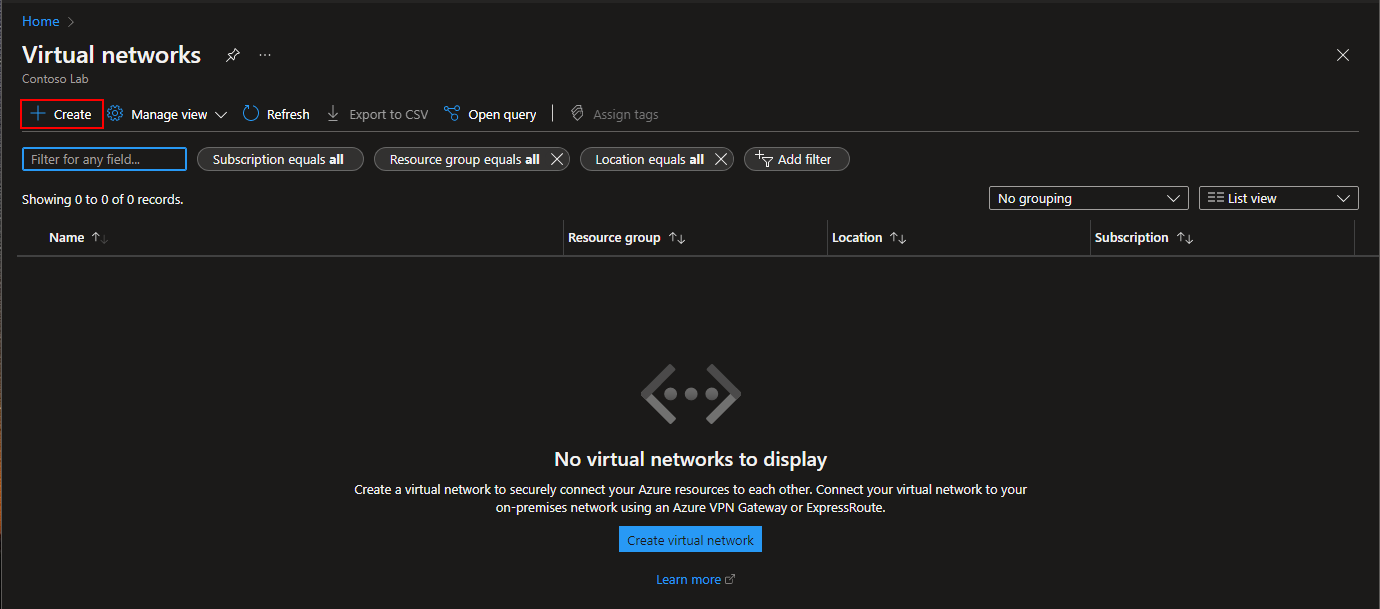 Home
Virtual networks
Contoso Lab
Create Manage view Refresh Export to CSV Open query Assign tags
Filter for any field... Subscription equals all Resource group equals all Location equals all Add filter
Showing 0 to 0 of 0 records. No grouping List view
Name Resource group Location Subscription
No virtual networks to display
Create a virtual network to securely connect your Azure resources to each other. Connect your virtual network to your
on-premises network using an Azure VPN Gateway or ExpressRoute.
Create virtual network
Learn more